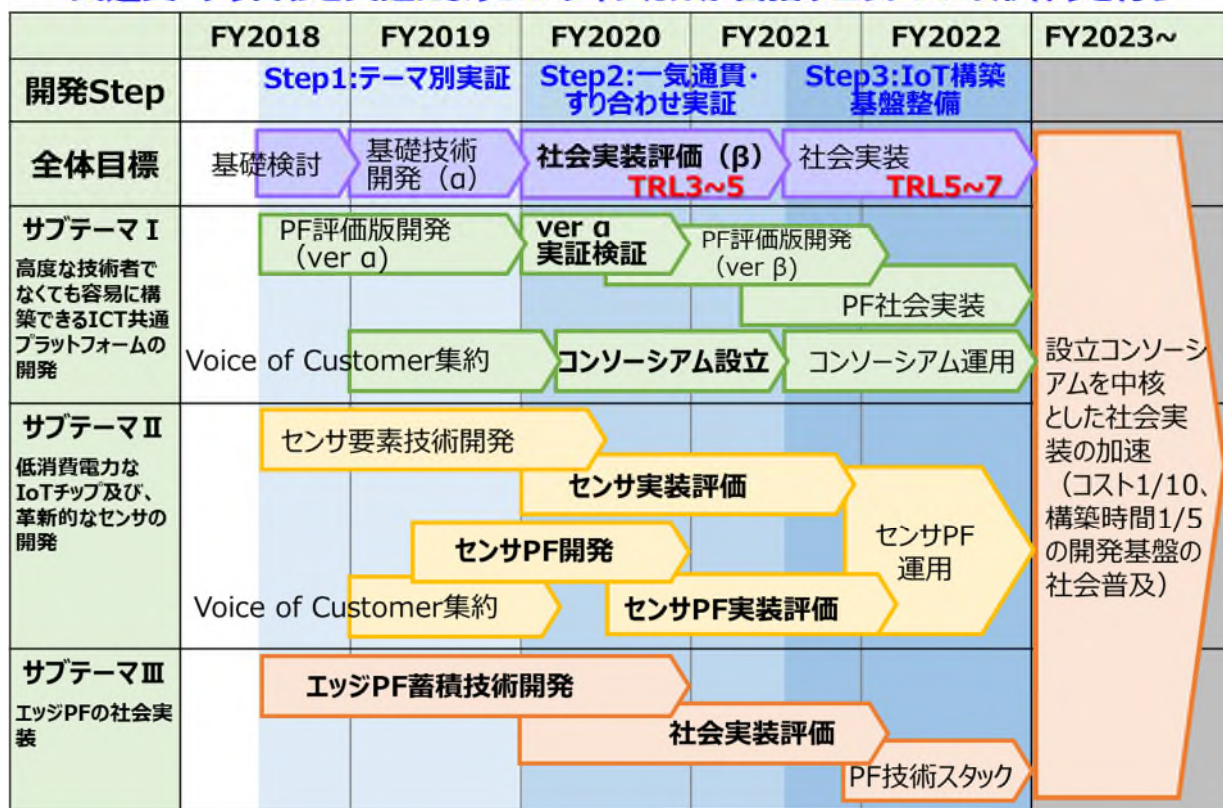 FY2018 FY2019 FY2020 FY2021 FY2022 FY2023~
開発Step
Step1:テーマ別実証
Step2:一気通貫・
すり合わせ実証
Step3:IoT構築
基盤整備
全体目標
基礎検討
基礎技術
開発（α）
社会実装評価（β）
TRL3~5
社会実装
TRL5~7
サブテーマⅠ
高度な技術者で
なくても容易に構
築できるICT共通
プラットフォームの
開発
PF評価版開発
（ver α）
ver α
実証検証
PF評価版開発
(ver β)
PF社会実装
Voice of Customer集約
コンソーシアム設立
コンソーシアム運用
サブテーマⅡ
低消費電力な
IoTチップ及び、
革新的なセンサの
開発
センサ要素技術開発
センサ実装評価
センサPF開発
Voice of Customer集約
センサPF実装評価
センサPF
運用
サブテーマⅢ
エッジPFの社会実
装
エッジPF蓄積技術開発
社会実装評価
PF技術スタック
設立コンソーシ
アムを中核
とした社会実
装の加速
（コスト1/10、
構築時間1/5
の開発基盤の
社会普及）